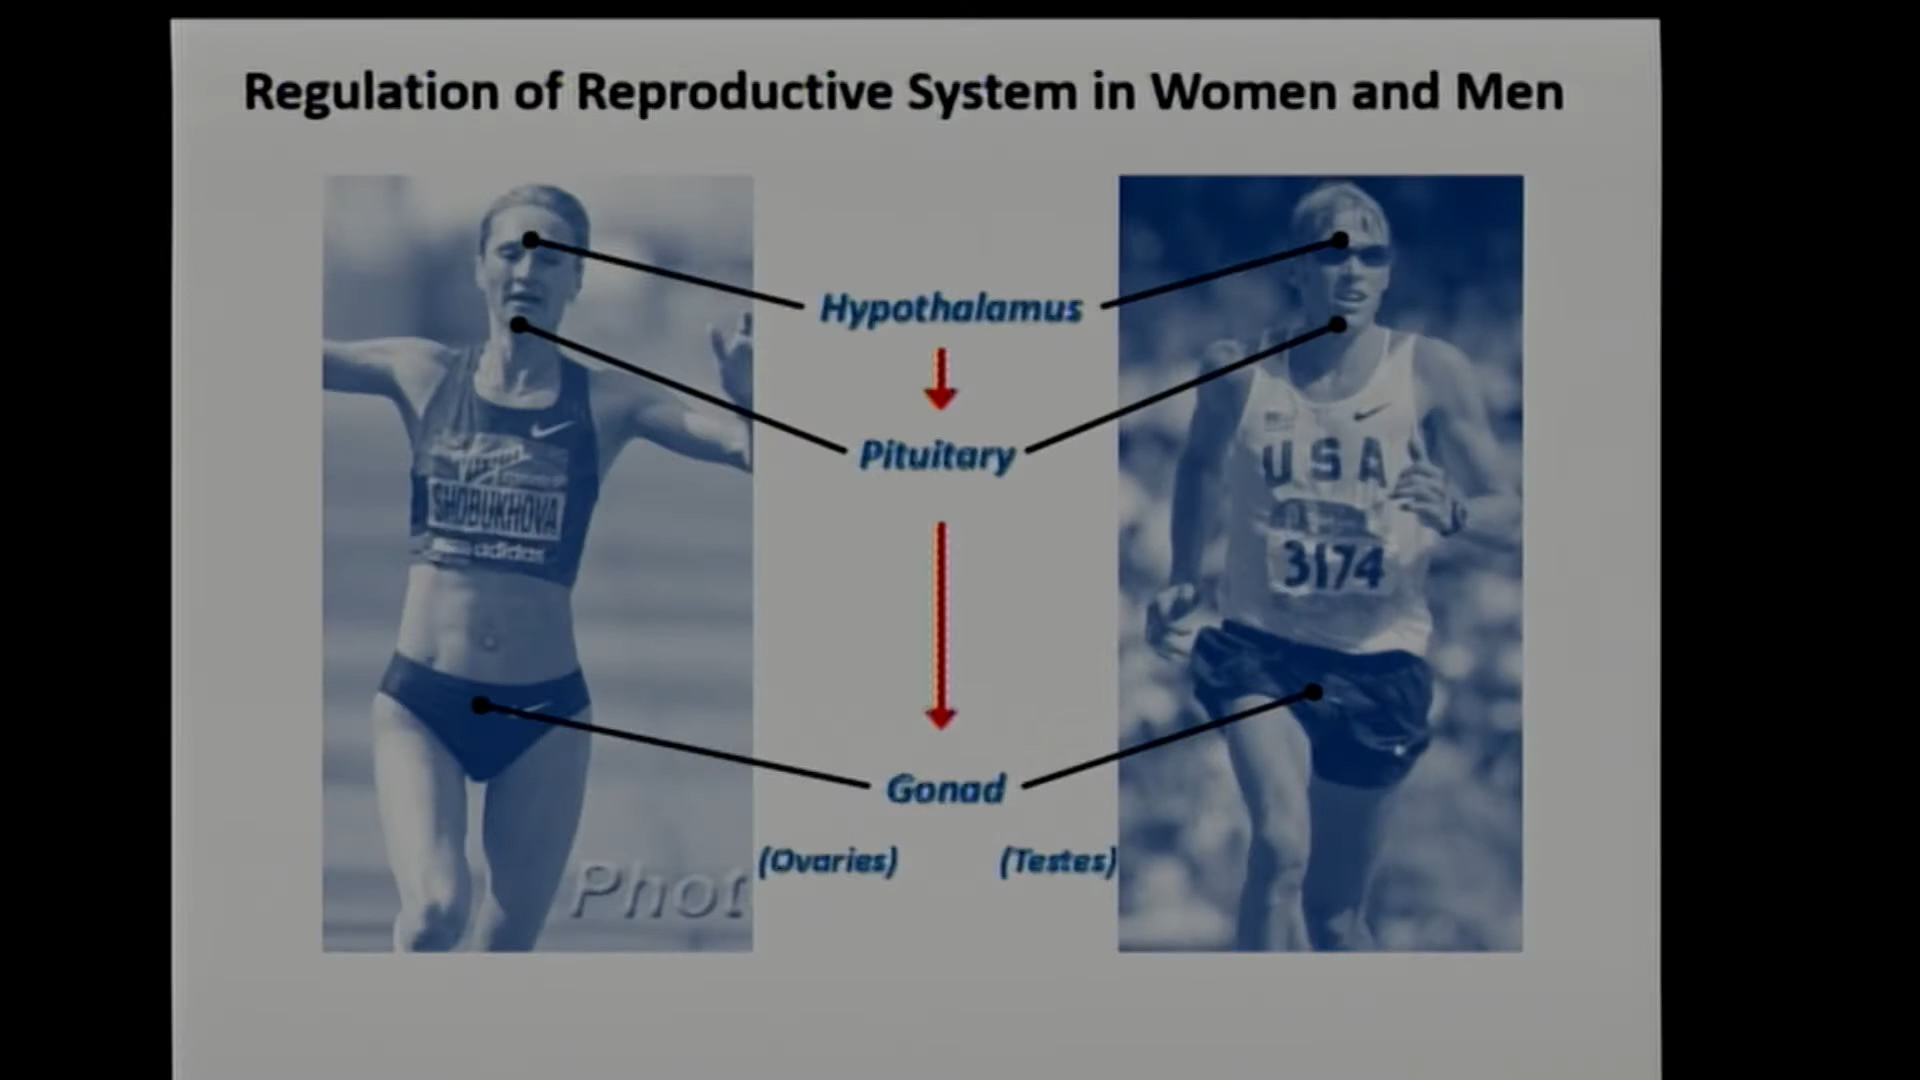 Regulation of Reproductive System in Women and Men
Hypothalamus
Pituitary
USA
SHOBUKHOVA
adidas
3174
Gonad
(Ovaries)
(Testes)
Phot